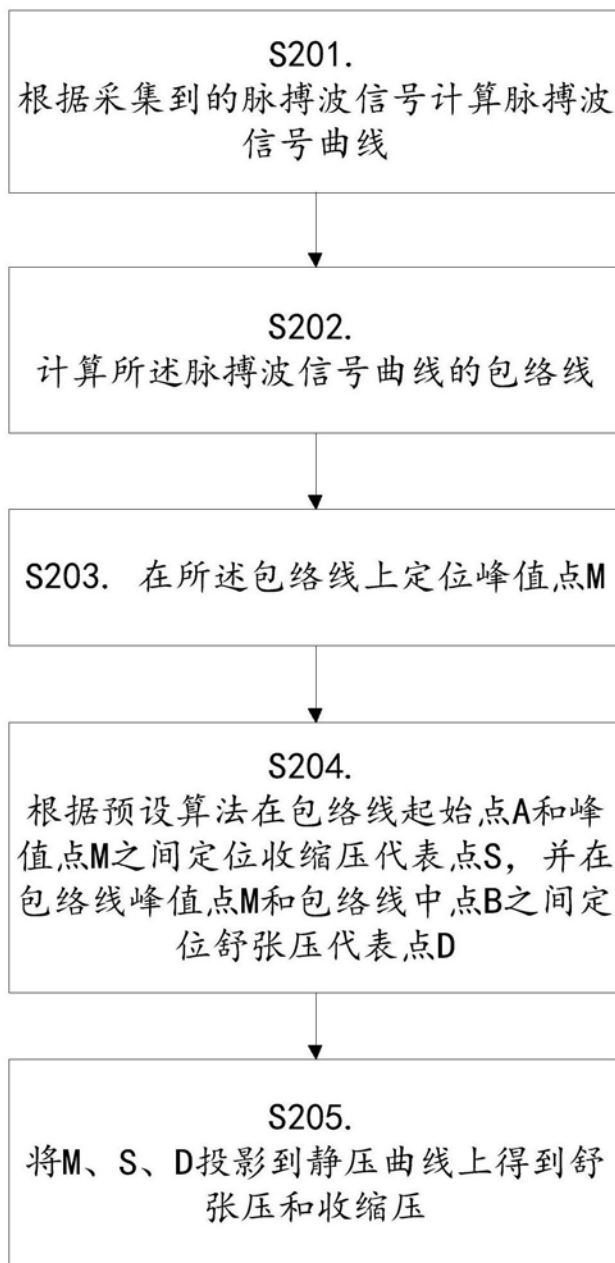 S201.
根据采集到的脉搏波信号计算脉搏波
信号曲线
S202.
计算所述脉搏波信号曲线的包络线
S203. 在所述包络线上定位峰值点M
S204.
根据预设算法在包络线起始点A和峰
值点M之间定位收缩压代表点S，并在
包络线峰值点M和包络线中点B之间定
位舒张压代表点D
S205.
将M、S、D投影到静压曲线上得到舒
张压和收缩压